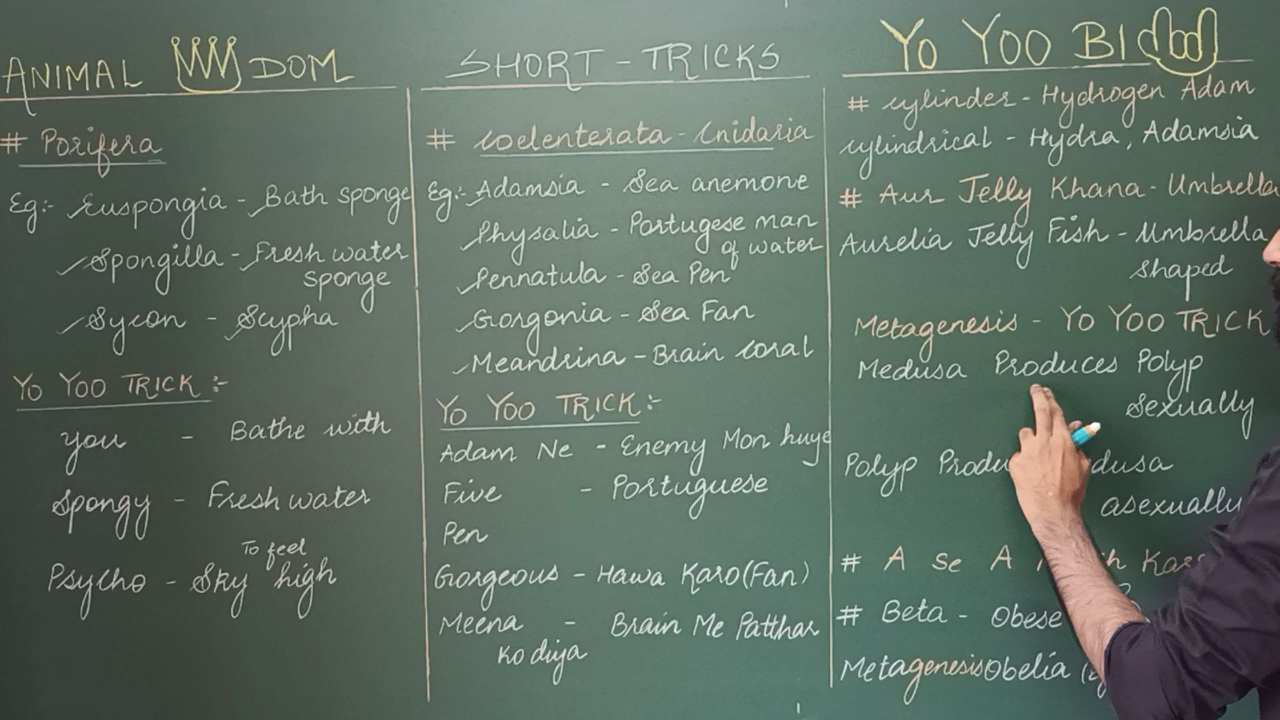 ANIMAL DOM
# Porifera
Eg:- Euspongia - Bath sponge
Spongilla - Fresh water
sponge
Sycon - Scypha
YO YOO TRICK :-
you - Bathe with
Spongy - Fresh water
To feel
Psycho - Sky high
SHORT - TRICKS
# Coelenterata - Cnidaria
Eg:- Adamsia - Sea anemone
Physalia - Portugese man
of water
Pennatula - Sea Pen
Gorgonia - Sea Fan
Meandrina - Brain coral
YO YOO TRICK :-
Adam Ne - Enemy Mon huye
Five - Portuguese
Pen
Gorgeous - Hawa Karo (Fan)
Meena - Brain Me Patthar
Ko diya
YO YOO BIO
# Cylinder - Hydrogen Adam
Cylindrical - Hydra, Adamsia
# Aur Jelly Khana - Umbrella
Aurelia Jelly Fish - Umbrella
shaped
Metagenesis - YO YOO TRICK
Medusa Produces Polyp
Sexually
Polyp
asexually
# A se A
# Beta - Obese
Metagenesis Obelia